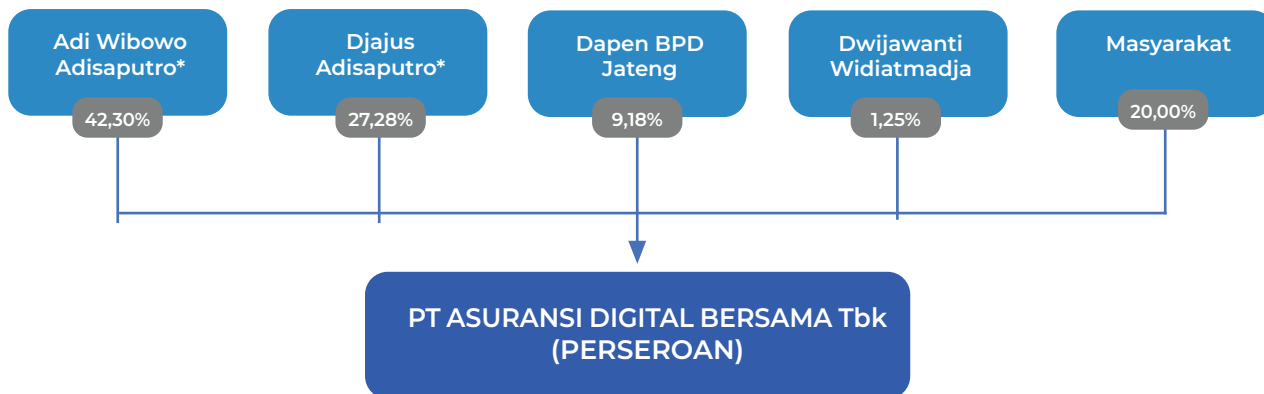 Adi Wibowo
Adisaputro*
42,30%
Djajus
Adisaputro*
27,28%
Dapen BPD
Jateng
9,18%
Dwijawanti
Widiatmadja
1,25%
Masyarakat
20,00%
PT ASURANSI DIGITAL BERSAMA Tbk
(PERSEROAN)